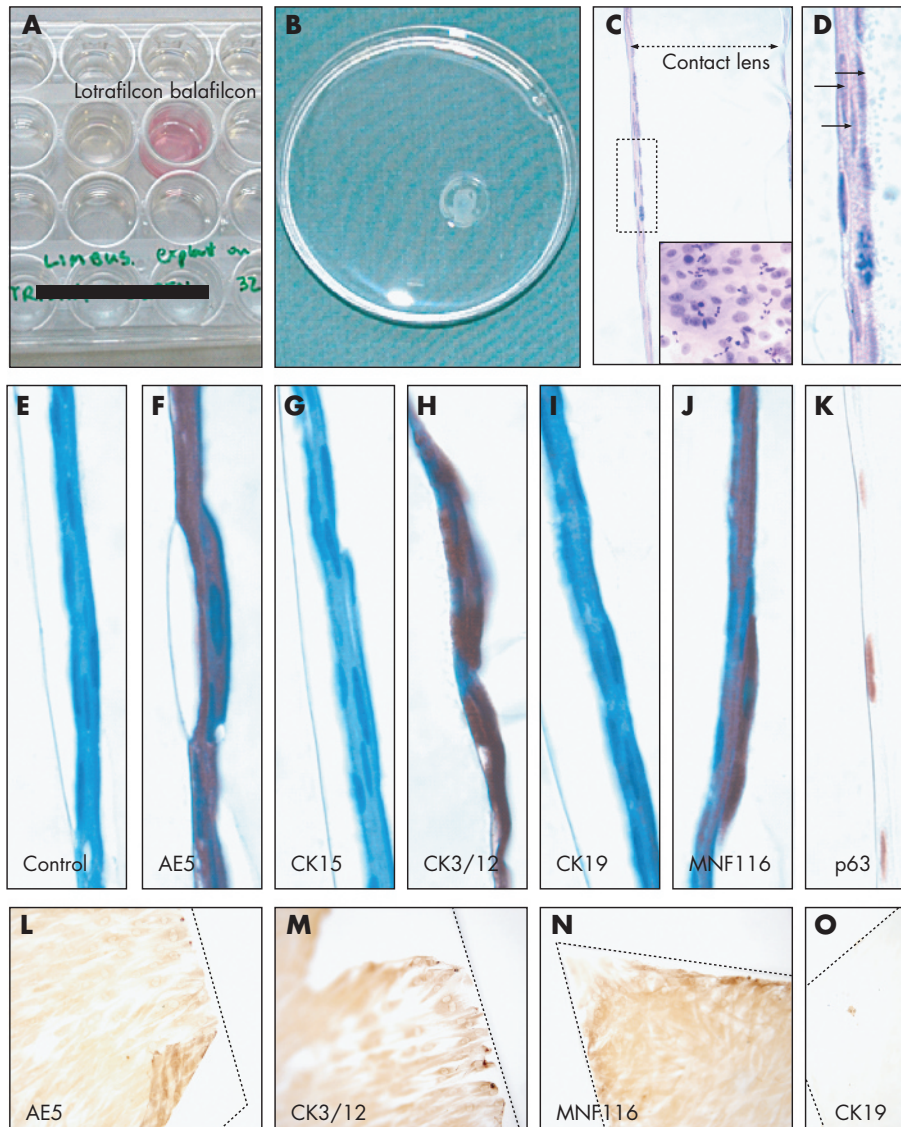 A
B
C
D
Lotrafilcon balafilcon
Contact lens
LIMBUS. explant on
32
E
F
G
H
I
J
K
Control
AE5
CK15
CK3/12
CK19
MNF116
p63
L
M
N
O
AE5
CK3/12
MNF116
CK19